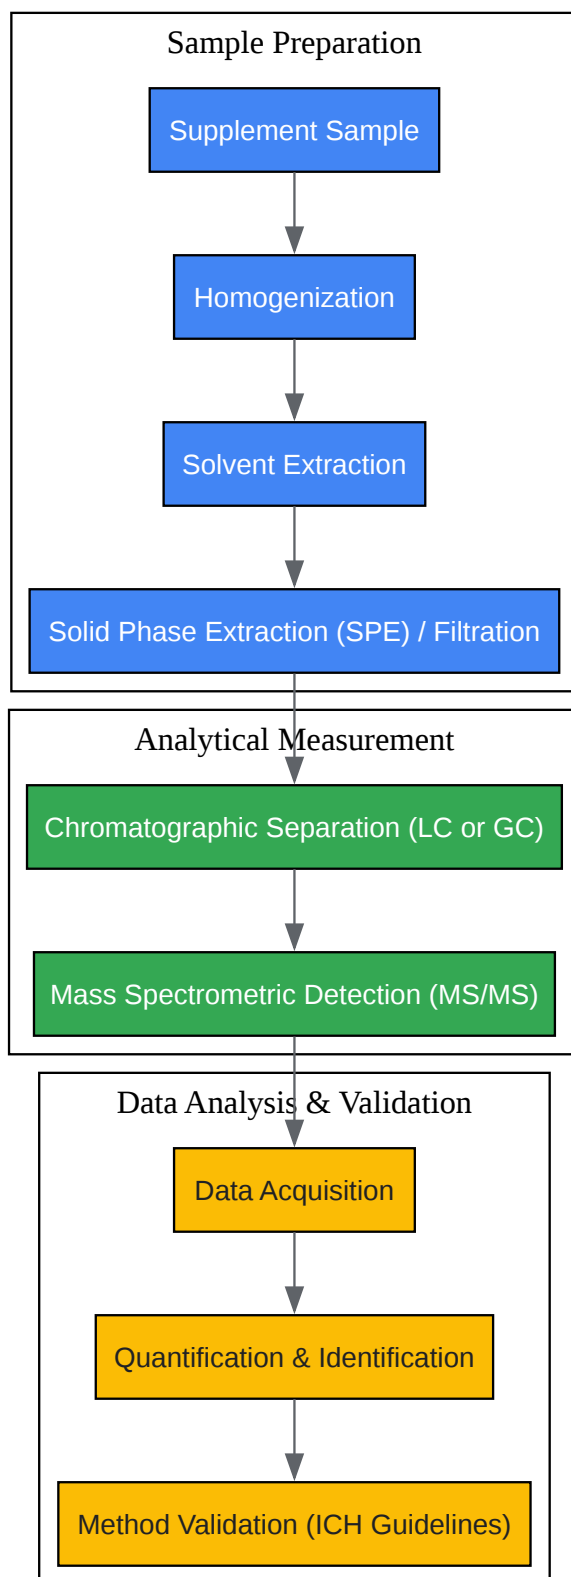 Sample Preparation
Supplement Sample
Homogenization
Solvent Extraction
Solid Phase Extraction (SPE) / Filtration
Analytical Measurement
Chromatographic Separation (LC or GC)
Mass Spectrometric Detection (MS/MS)
Data Analysis & Validation
Data Acquisition
Quantification & Identification
Method Validation (ICH Guidelines)